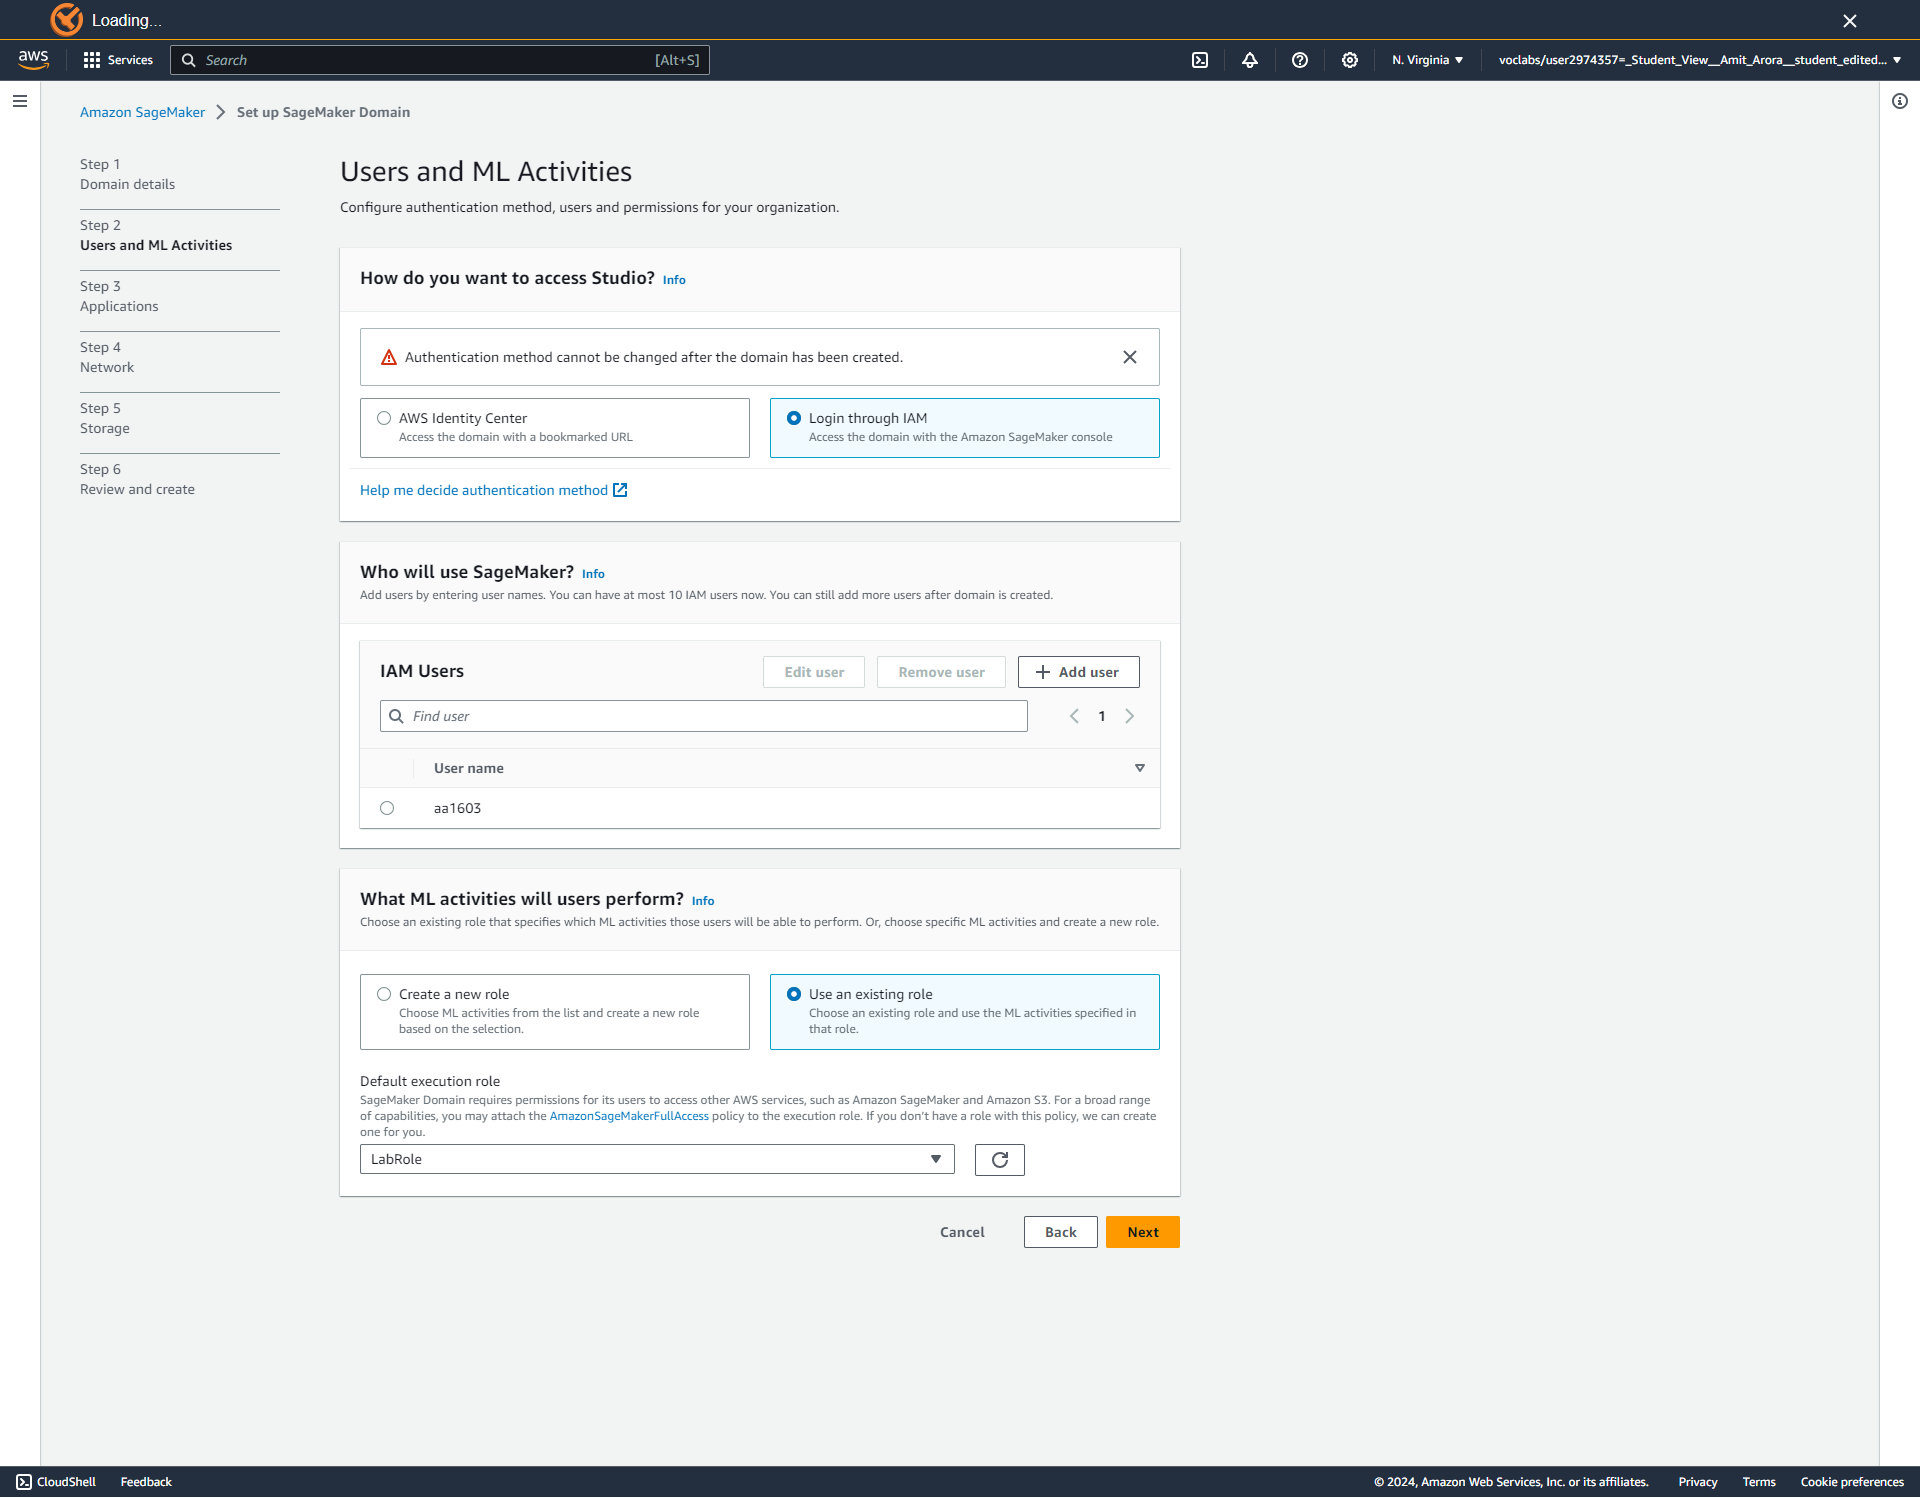 Loading...
aws
Services
Search
[Alt+S]
N. Virginia
voclabs/user2974357=_Student_View__Amit_Arora__student_edited...
Amazon SageMaker
Set up SageMaker Domain
Step 1
Domain details
Step 2
Users and ML Activities
Step 3
Applications
Step 4
Network
Step 5
Storage
Step 6
Review and create
Users and ML Activities
Configure authentication method, users and permissions for your organization.
How do you want to access Studio? Info
Authentication method cannot be changed after the domain has been created.
AWS Identity Center
Access the domain with a bookmarked URL
Login through IAM
Access the domain with the Amazon SageMaker console
Help me decide authentication method
Who will use SageMaker? Info
Add users by entering user names. You can have at most 10 IAM users now. You can still add more users after domain is created.
IAM Users
Edit user
Remove user
Add user
Find user
1
User name
aa1603
What ML activities will users perform? Info
Choose an existing role that specifies which ML activities those users will be able to perform. Or, choose specific ML activities and create a new role.
Create a new role
Choose ML activities from the list and create a new role
based on the selection.
Use an existing role
Choose an existing role and use the ML activities specified in
that role.
Default execution role
SageMaker Domain requires permissions for its users to access other AWS services, such as Amazon SageMaker and Amazon S3. For a broad range
of capabilities, you may attach the AmazonSageMakerFullAccess policy to the execution role. If you don't have a role with this policy, we can create
one for you.
LabRole
Cancel
Back
Next
CloudShell
Feedback
© 2024, Amazon Web Services, Inc. or its affiliates.
Privacy
Terms
Cookie preferences